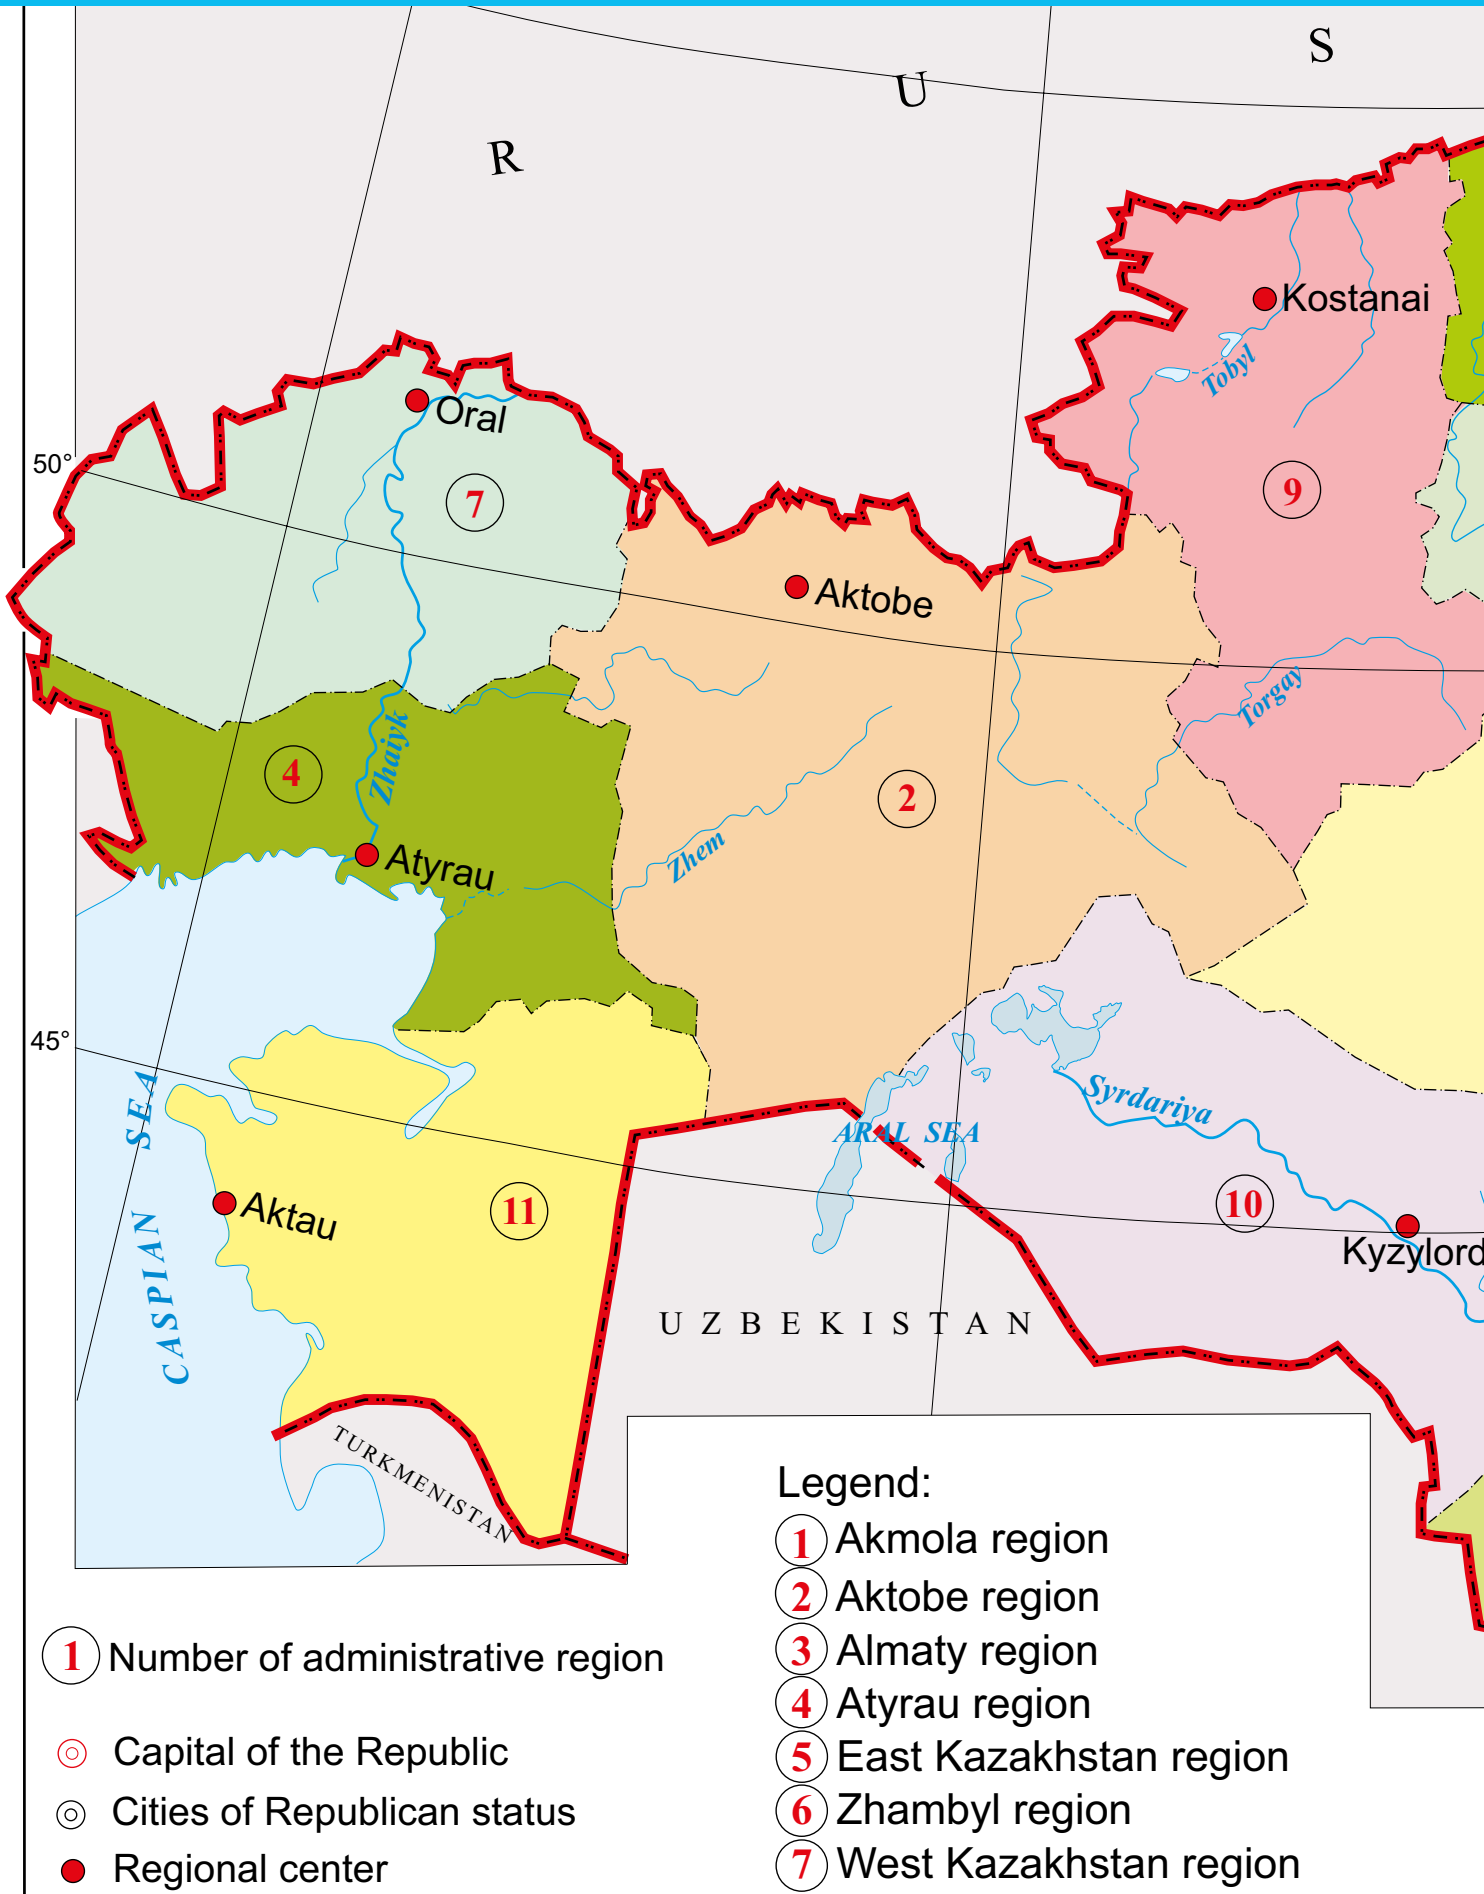 R U S
Kostanai
Tobyl
Oral
50°
7
9
Aktobe
Torgay
Zhaiyk
4
2
Zhem
Atyrau
45°
CASPIAN SEA
Syrdariya
ARAL SEA
Aktau
11
10
Kyzylord
UZBEKISTAN
TURKMENISTAN
Legend:
1 Akmola region
2 Aktobe region
3 Almaty region
4 Atyrau region
5 East Kazakhstan region
6 Zhambyl region
7 West Kazakhstan region
1 Number of administrative region
Capital of the Republic
Cities of Republican status
Regional center